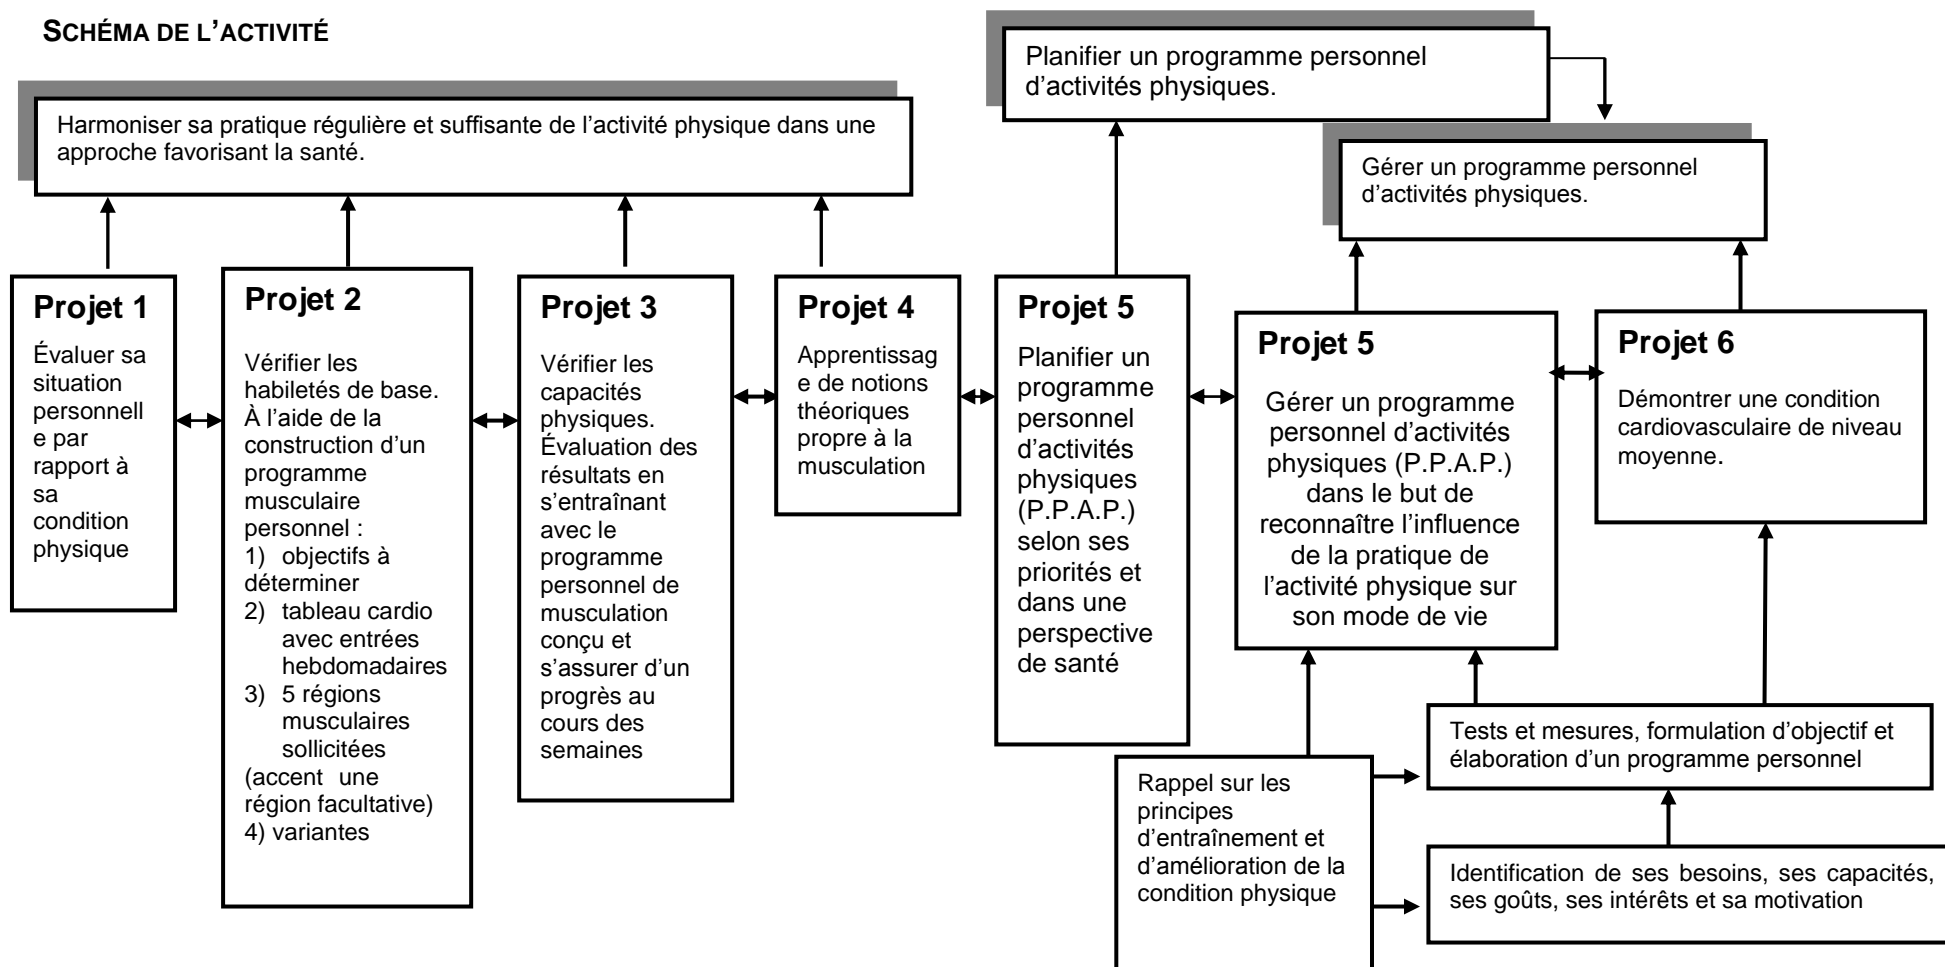 SCHÉMA DE L’ACTIVITÉ
Harmoniser sa pratique régulière et suffisante de l’activité physique dans une
approche favorisant la santé.
Planifier un programme personnel
d’activités physiques.
Gérer un programme personnel
d’activités physiques.
Projet 1
Évaluer sa
situation
personnell
e par
rapport à
sa
condition
physique
Projet 2
Vérifier les
habiletés de base.
À l’aide de la
construction d’un
programme
musculaire
personnel :
1) objectifs à
déterminer
2) tableau cardio
avec entrées
hebdomadaires
3) 5 régions
musculaires
sollicitées
(accent une
région facultative)
4) variantes
Projet 3
Vérifier les
capacités
physiques.
Évaluation des
résultats en
s’entraînant
avec le
programme
personnel de
musculation
conçu et
s’assurer d’un
progrès au
cours des
semaines
Projet 4
Apprentissag
e de notions
théoriques
propre à la
musculation
Projet 5
Planifier un
programme
personnel
d’activités
physiques
(P.P.A.P.)
selon ses
priorités et
dans une
perspective
de santé
Projet 5
Gérer un programme
personnel d’activités
physiques (P.P.A.P.)
dans le but de
reconnaître l’influence
de la pratique de
l’activité physique sur
son mode de vie
Projet 6
Démontrer une condition
cardiovasculaire de niveau
moyenne.
Rappel sur les
principes
d’entraînement et
d’amélioration de la
condition physique
Tests et mesures, formulation d’objectif et
élaboration d’un programme personnel
Identification de ses besoins, ses capacités,
ses goûts, ses intérêts et sa motivation